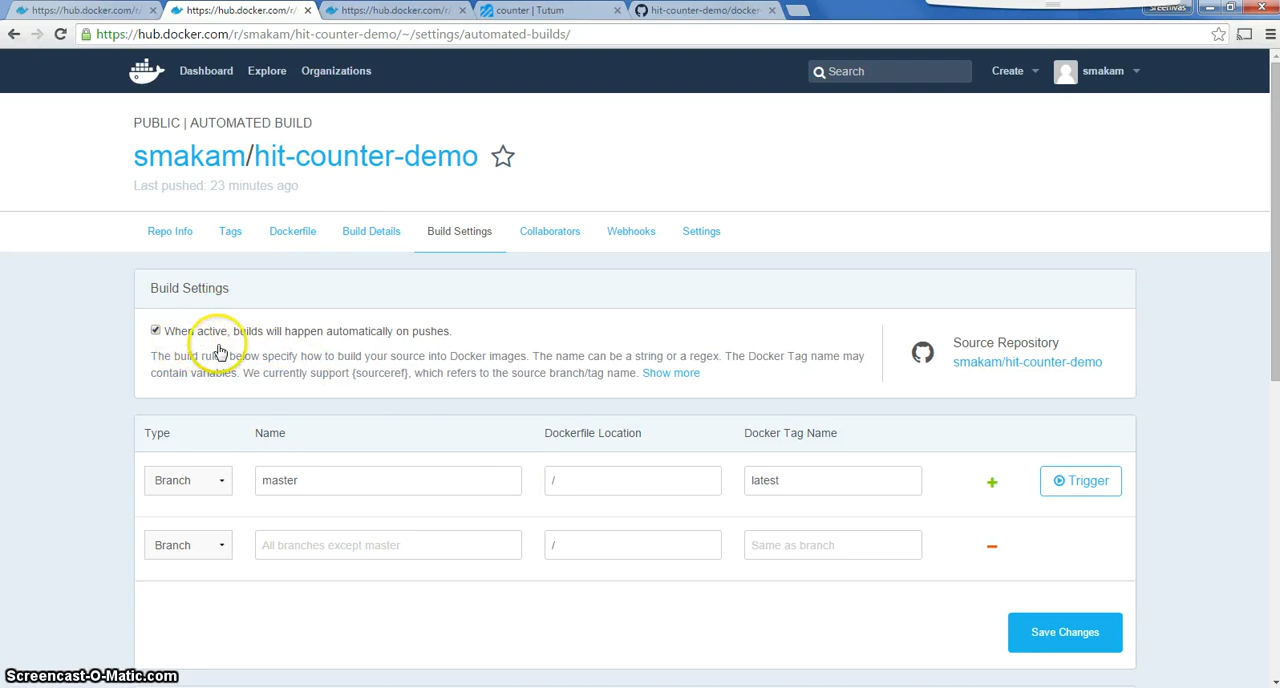 https://hub.docker.com/r/
https://hub.docker.com/r/
https://hub.docker.com/r/
counter | Tutum
hit-counter-demo/docker
Sreenivas
https://hub.docker.com/r/smakam/hit-counter-demo/~/settings/automated-builds/
Dashboard
Explore
Organizations
Search
Create
smakam
PUBLIC | AUTOMATED BUILD
smakam/hit-counter-demo
Last pushed: 23 minutes ago
Repo Info
Tags
Dockerfile
Build Details
Build Settings
Collaborators
Webhooks
Settings
Build Settings
When active, builds will happen automatically on pushes.
The build rules below specify how to build your source into Docker images. The name can be a string or a regex. The Docker Tag name may
contain variables. We currently support {sourceref}, which refers to the source branch/tag name. Show more
Source Repository
smakam/hit-counter-demo
Type
Name
Dockerfile Location
Docker Tag Name
Branch
master
/
latest
Trigger
Branch
All branches except master
/
Same as branch
Save Changes
Screencast-O-Matic.com